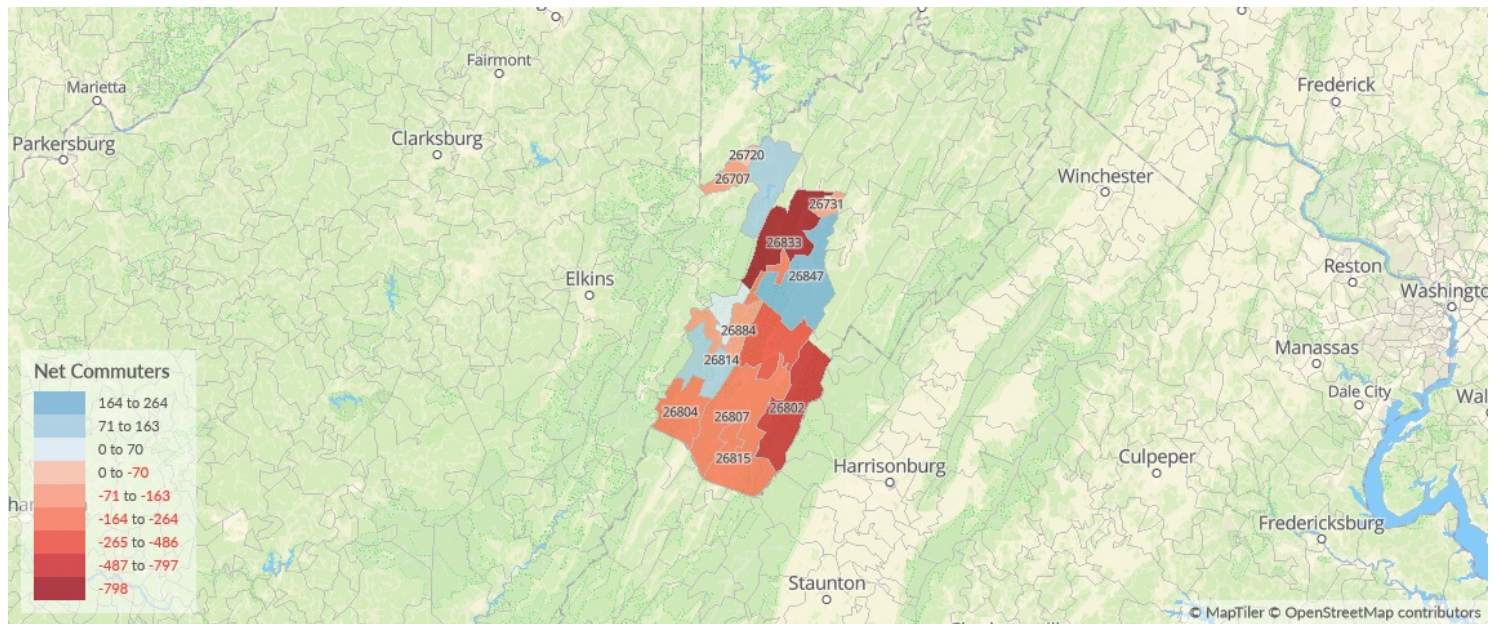 Frederick
Fairmont
Marietta
Parkersburg
Clarksburg
26720
26707
Winchester
26731
26833
Reston
26847
Elkins
Washingto
26884
Manassas
26814
Dale City
Wal
26804
26807
26802
Culpeper
26815
Harrisonburg
Fredericksburg
Staunton
Net Commuters
164 to 264
71 to 163
0 to 70
0 to -70
-71 to -163
-164 to -264
-265 to -486
-487 to -797
-798
© MapTiler © OpenStreetMap contributors